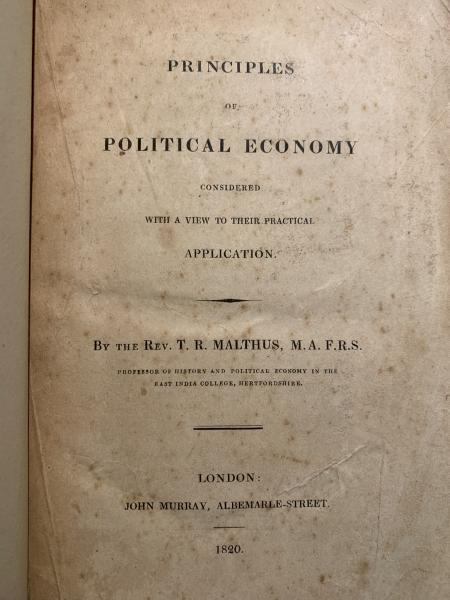 PRINCIPLES
OF
POLITICAL ECONOMY
CONSIDERED
WITH A VIEW TO THEIR PRACTICAL
APPLICATION.
BY THE REV. T. R. MALTHUS, M.A. F.R.S.
PROFESSOR OF HISTORY AND POLITICAL ECONOMY IN THE
EAST INDIA COLLEGE, HERTFORDSHIRE.
LONDON:
JOHN MURRAY, ALBEMARLE-STREET.
1820.